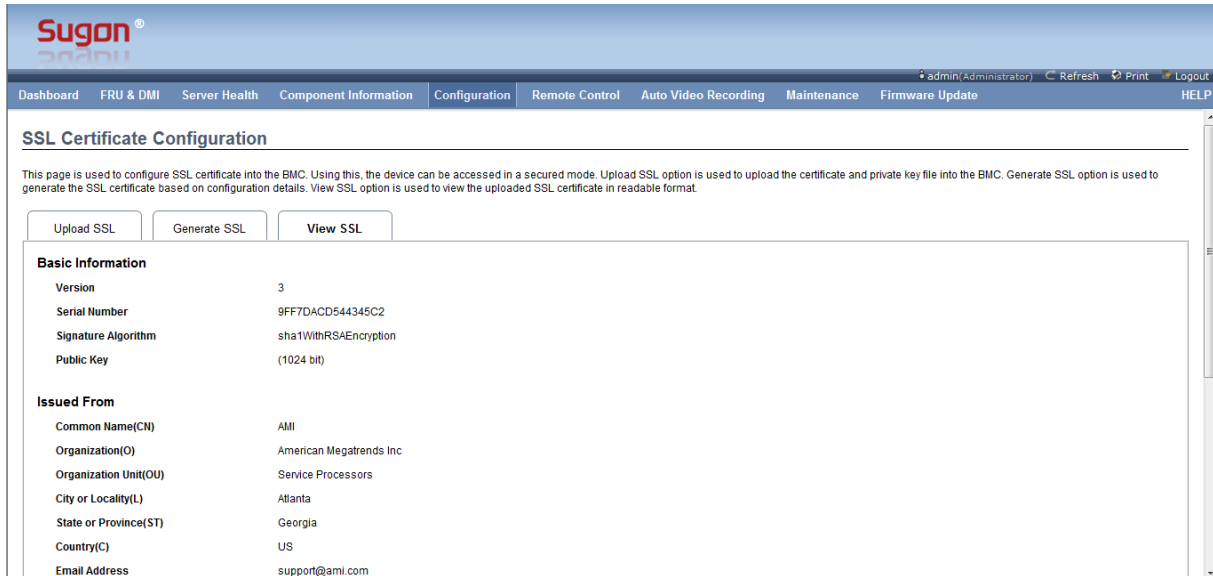 Sugon®
admin(Administrator) Refresh Print Logout
Dashboard FRU & DMI Server Health Component Information Configuration Remote Control Auto Video Recording Maintenance Firmware Update HELP
SSL Certificate Configuration
This page is used to configure SSL certificate into the BMC. Using this, the device can be accessed in a secured mode. Upload SSL option is used to upload the certificate and private key file into the BMC. Generate SSL option is used to
generate the SSL certificate based on configuration details. View SSL option is used to view the uploaded SSL certificate in readable format.
Upload SSL Generate SSL View SSL
Basic Information
Version 3
Serial Number 9FF7DACD544345C2
Signature Algorithm sha1WithRSAEncryption
Public Key (1024 bit)
Issued From
Common Name(CN) AMI
Organization(O) American Megatrends Inc
Organization Unit(OU) Service Processors
City or Locality(L) Atlanta
State or Province(ST) Georgia
Country(C) US
Email Address support@ami.com